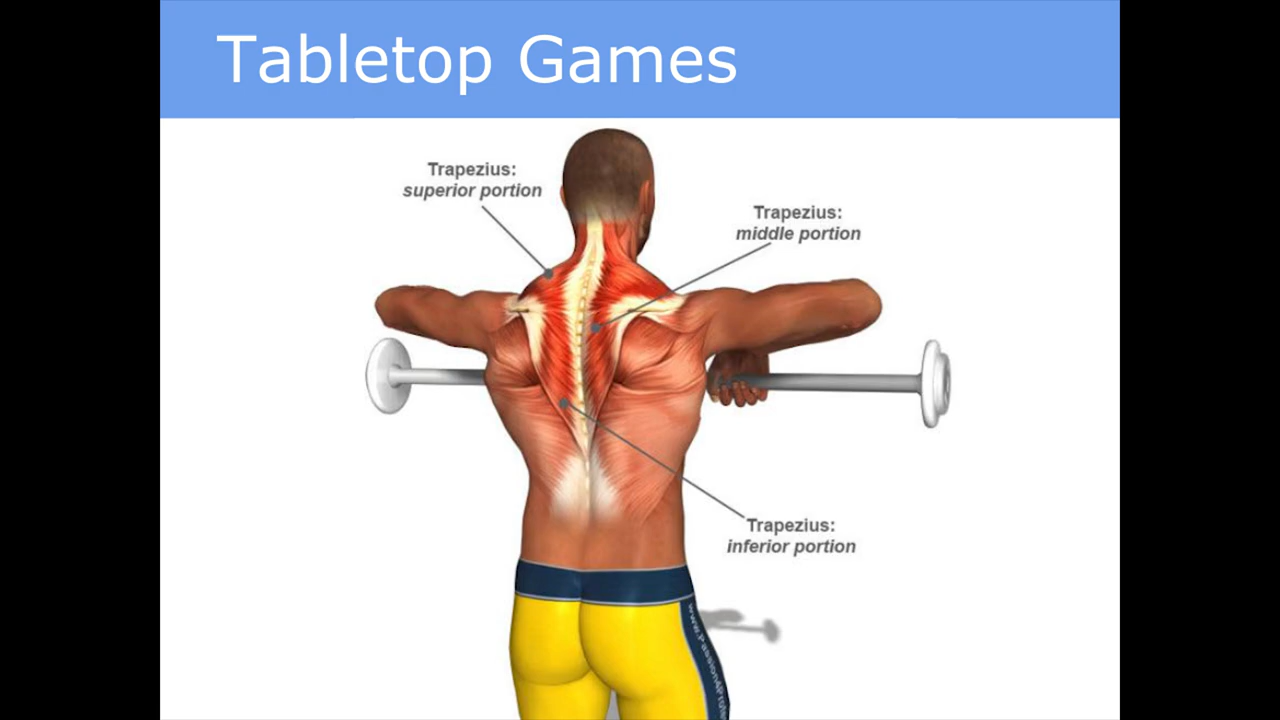 Tabletop Games
Trapezius:
superior portion
Trapezius:
middle portion
Trapezius:
inferior portion